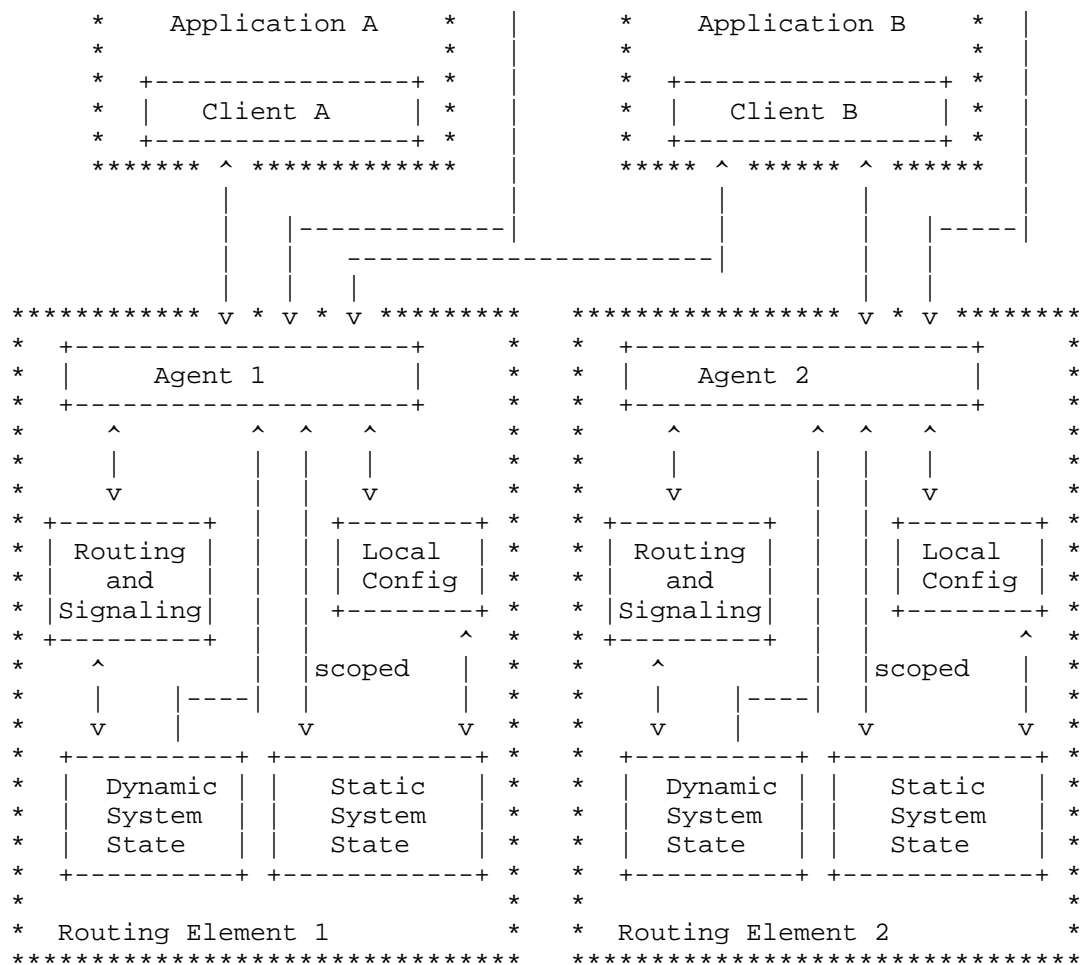 Application A Application B
Client A Client B
Agent 1 Agent 2
Routing Local Routing Local
and Config and Config
Signaling Signaling
scoped scoped
Dynamic Static Dynamic Static
System System System System
State State State State
Routing Element 1 Routing Element 2